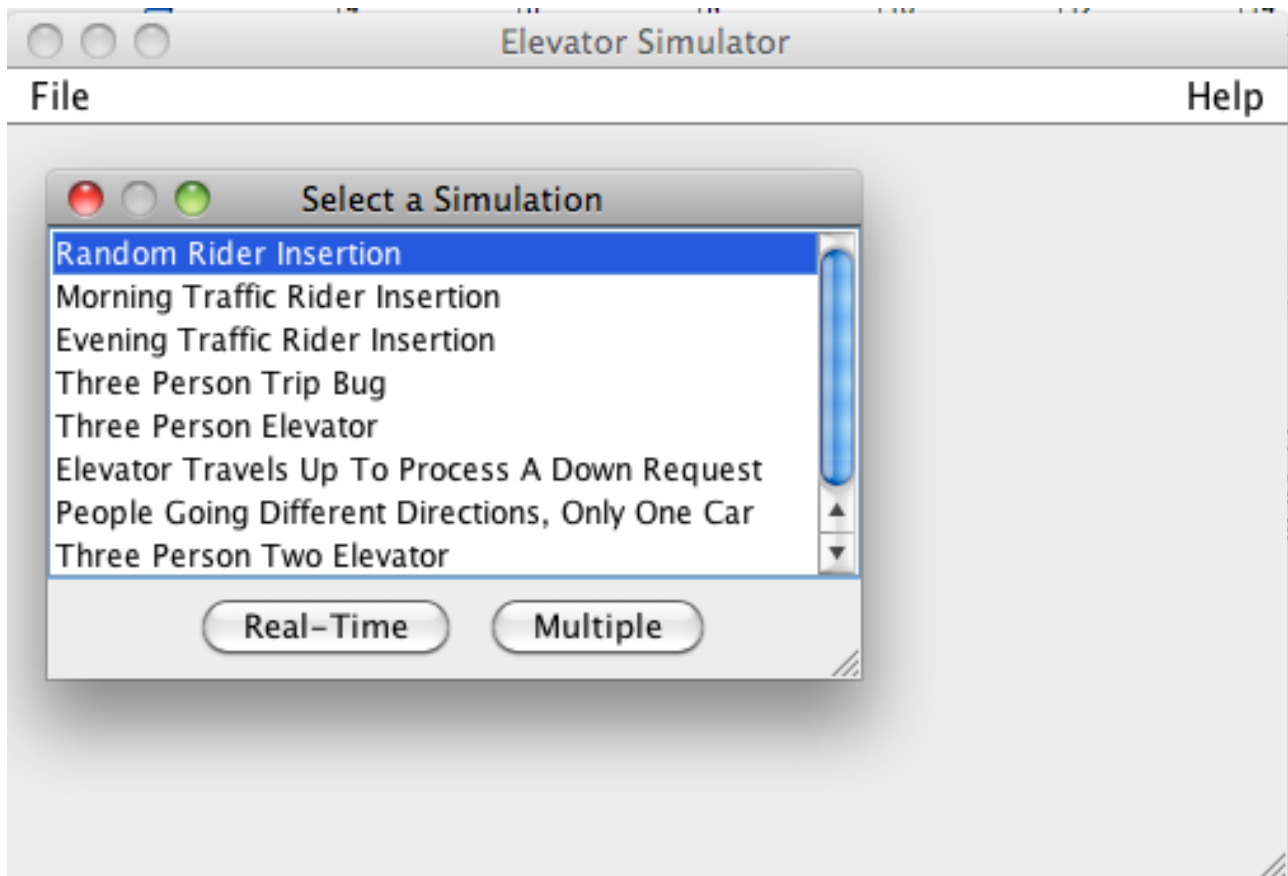 Elevator Simulator
File Help
Select a Simulation
Random Rider Insertion
Morning Traffic Rider Insertion
Evening Traffic Rider Insertion
Three Person Trip Bug
Three Person Elevator
Elevator Travels Up To Process A Down Request
People Going Different Directions, Only One Car
Three Person Two Elevator
Real-Time Multiple